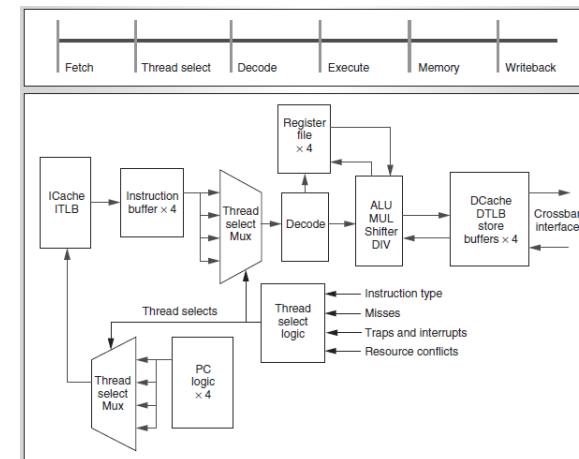 Fetch
Thread select
Decode
Execute
Memory
Writeback
Register
file
× 4
ICache
ITLB
Instruction
buffer × 4
Thread
select
Mux
Decode
ALU
MUL
Shifter
DIV
DCache
DTLB
store
buffers × 4
Crossbar
interface
Thread selects
Thread
select
logic
Instruction type
Misses
Traps and interrupts
Resource conflicts
Thread
select
Mux
PC
logic
× 4